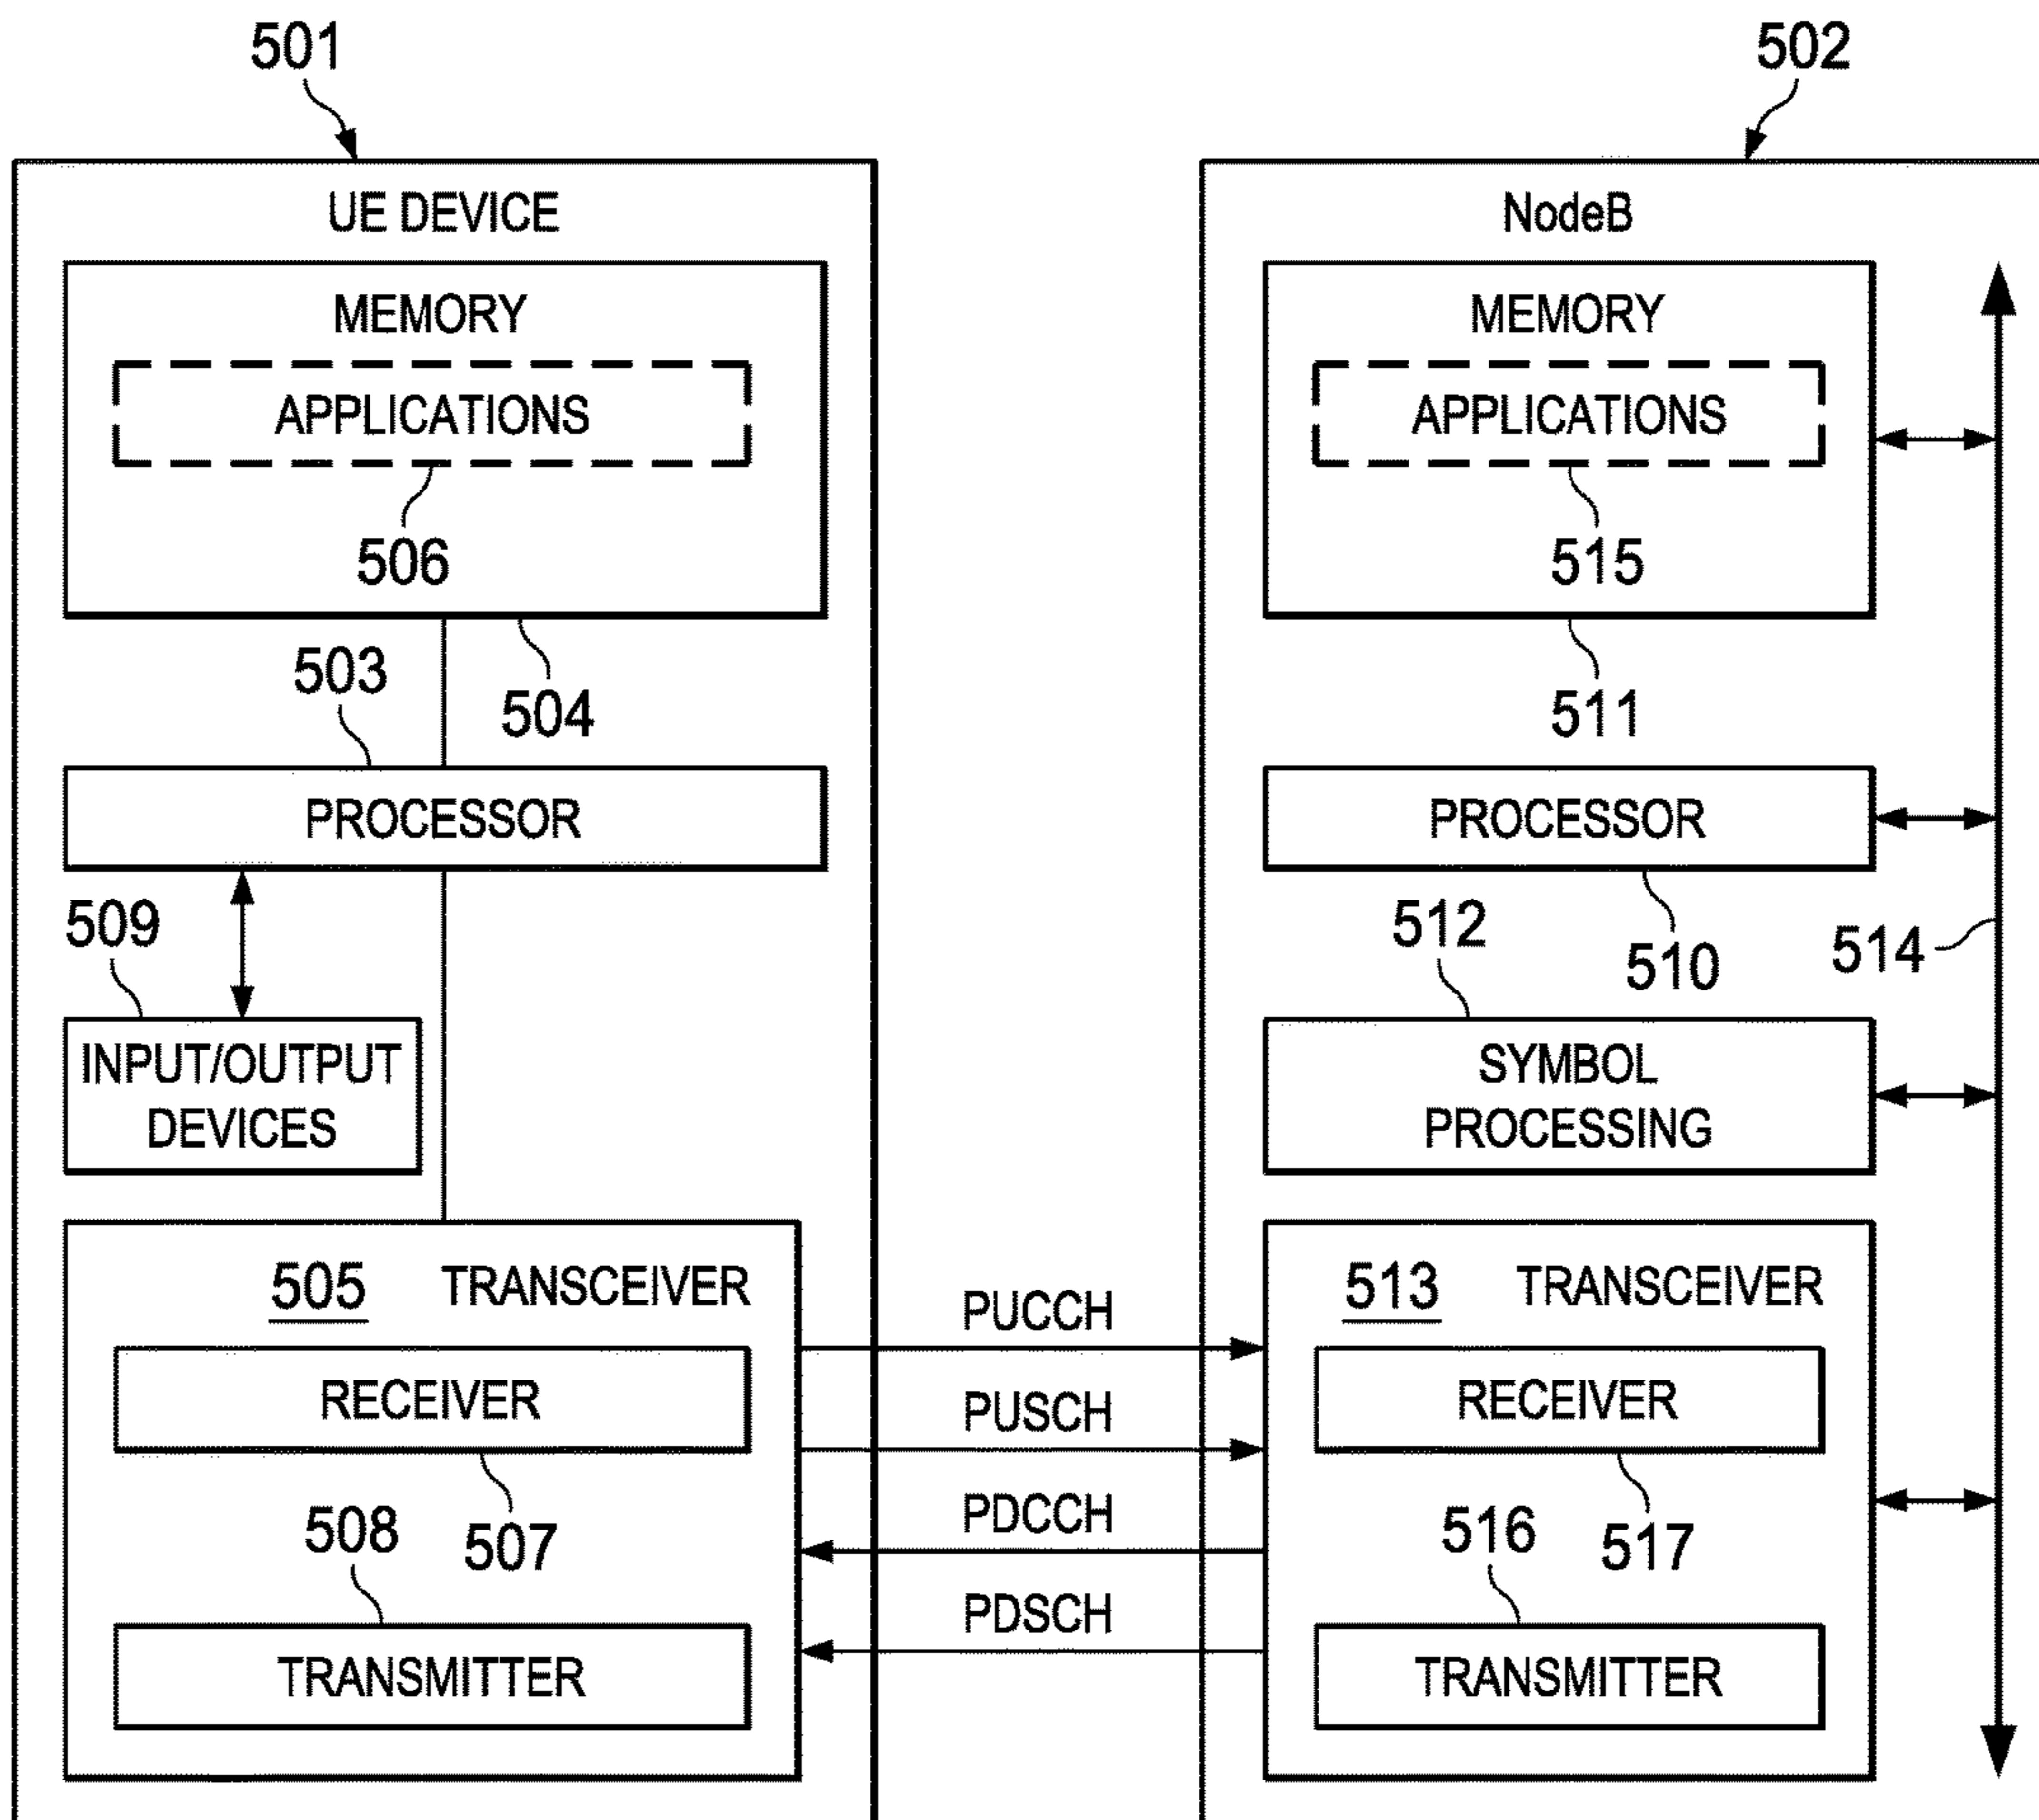 501
502
UE DEVICE
NodeB
MEMORY
APPLICATIONS
506
MEMORY
APPLICATIONS
515
503
504
511
PROCESSOR
PROCESSOR
509
512
510
514
INPUT/OUTPUT
DEVICES
SYMBOL
PROCESSING
505 TRANSCEIVER
RECEIVER
507
508
TRANSMITTER
PUCCH
PUSCH
PDCCH
PDSCH
513 TRANSCEIVER
RECEIVER
516
517
TRANSMITTER